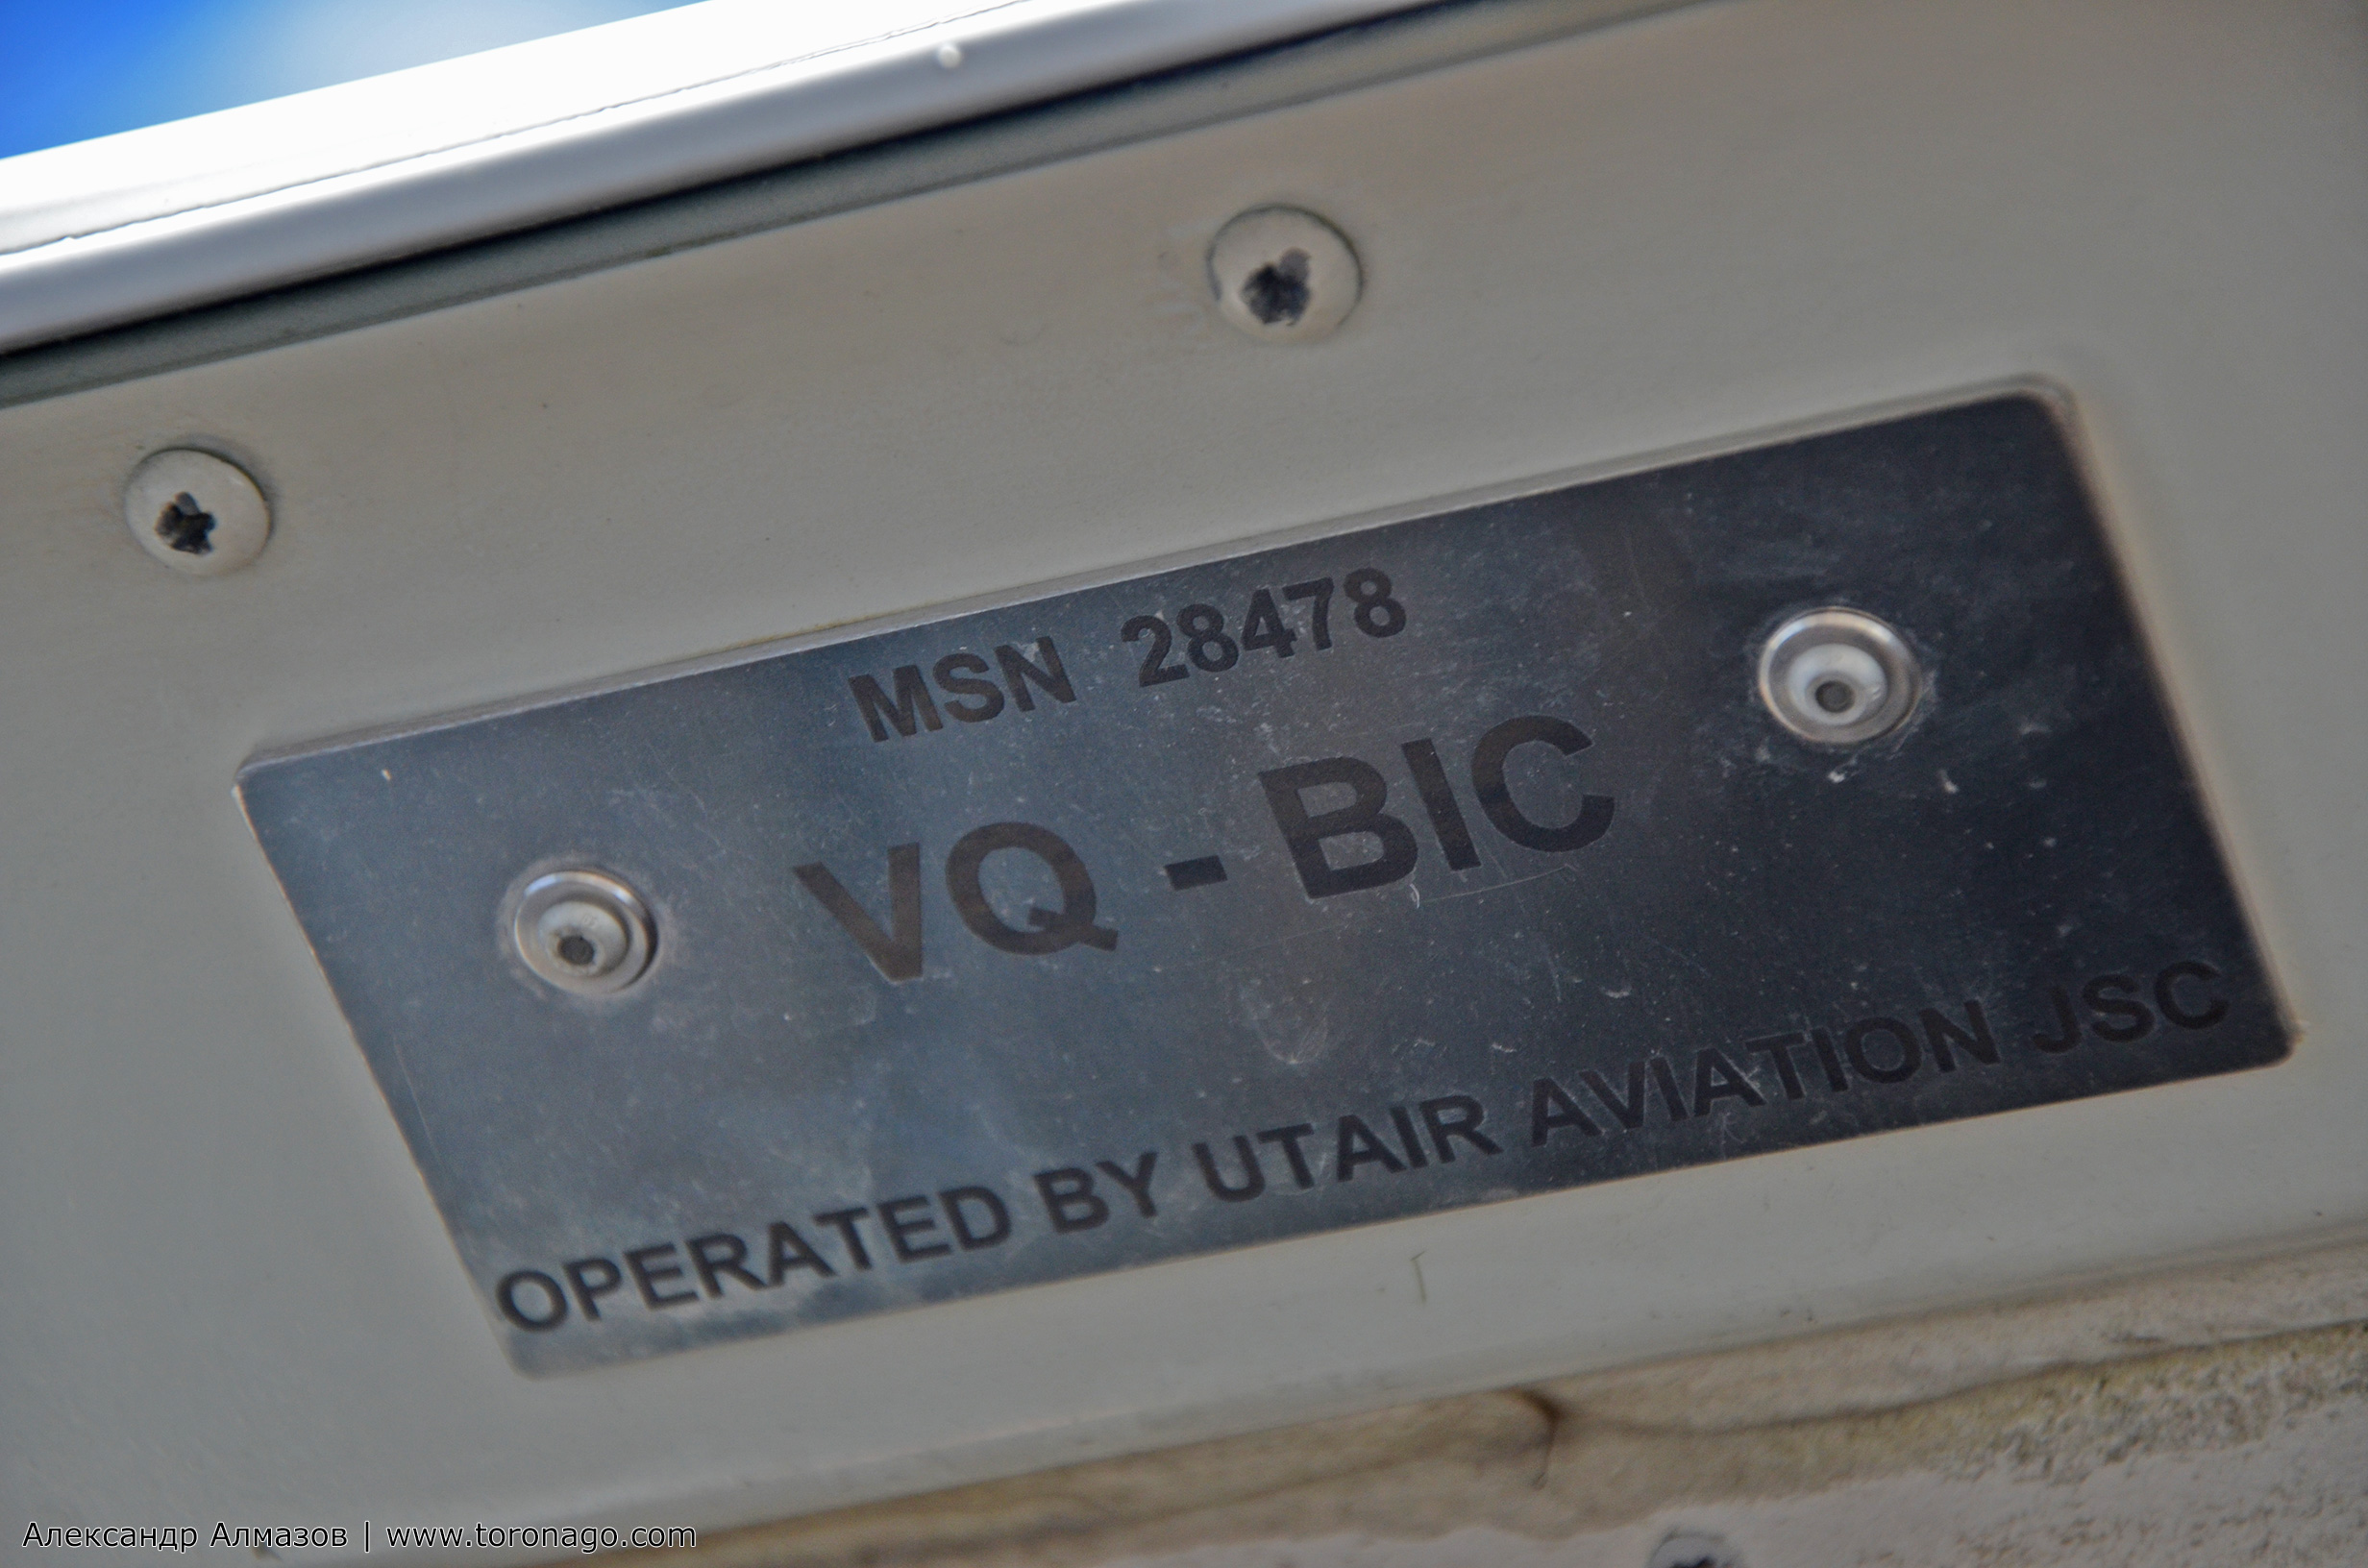 MSN 28478
VQ - BIC
OPERATED BY UTAIR AVIATION JSC
Александр Алмазов | www.toronago.com